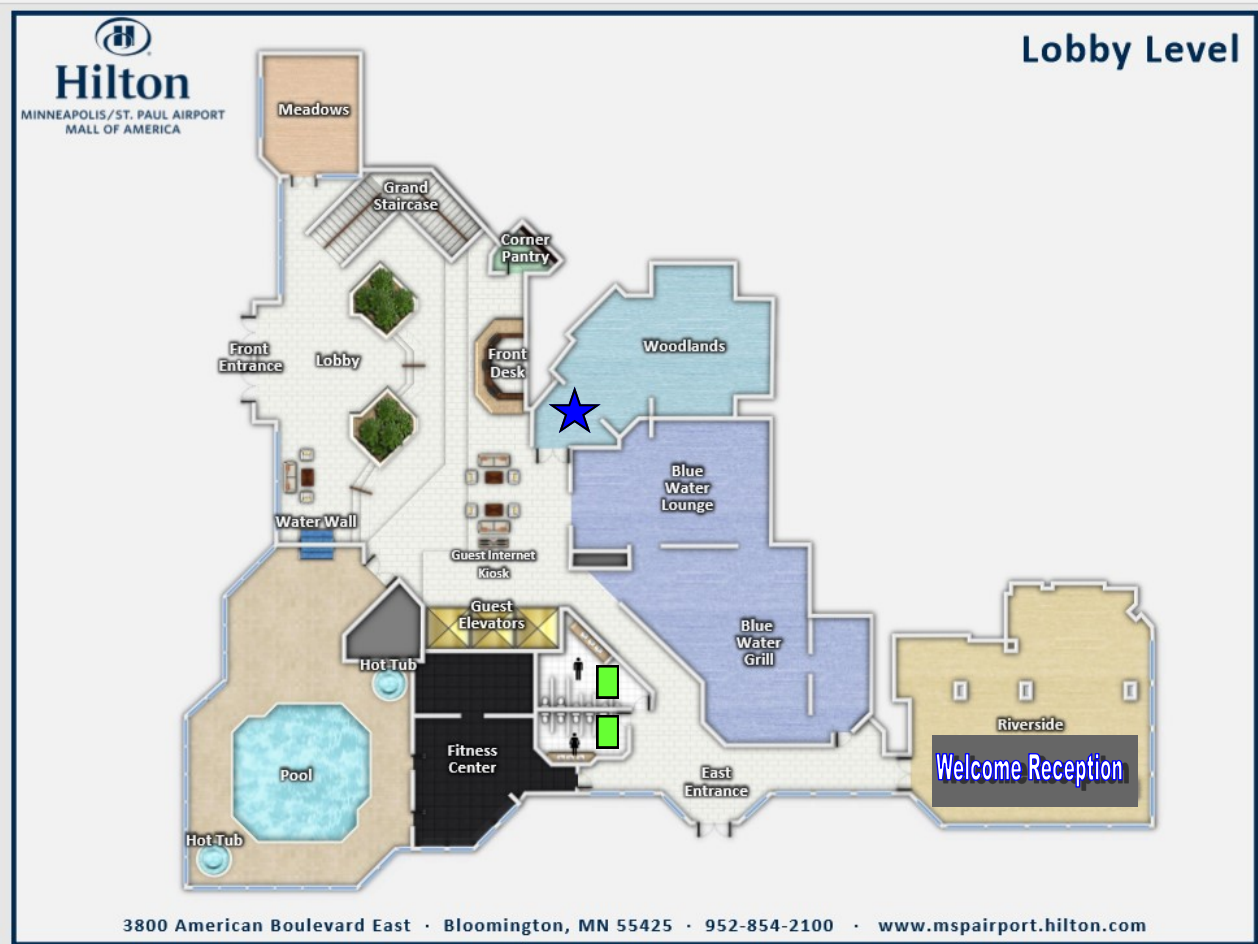 Hilton
MINNEAPOLIS/ST. PAUL AIRPORT
MALL OF AMERICA
Lobby Level
Meadows
Grand
Staircase
Corner
Pantry
Woodlands
Front
Entrance
Lobby
Front
Desk
Blue
Water
Lounge
Water Wall
Guest Internet
Kiosk
Guest
Elevators
Blue
Water
Grill
Hot Tub
Riverside
Welcome Reception
Fitness
Center
East
Entrance
Pool
Hot Tub
3800 American Boulevard East · Bloomington, MN 55425 · 952-854-2100 · www.mspairport.hilton.com